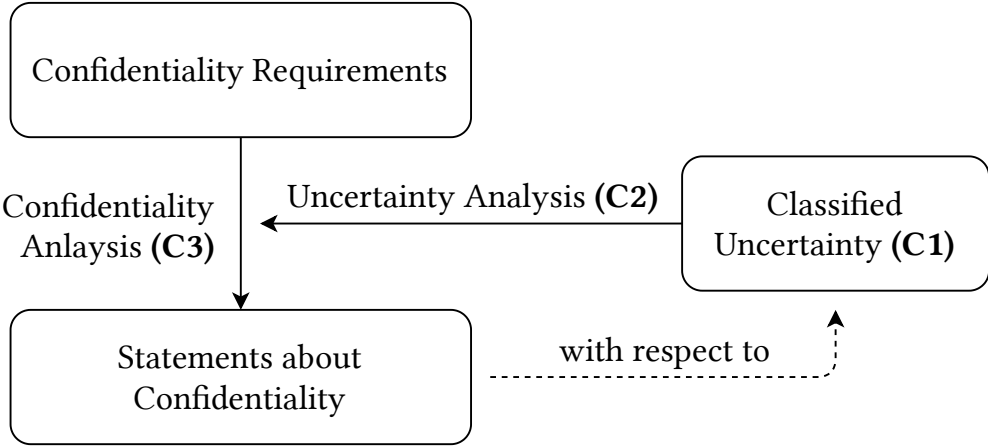 Confidentiality Requirements
Confidentiality
Anlaysis (C3)
Uncertainty Analysis (C2)
Classified
Uncertainty (C1)
Statements about
Confidentiality
with respect to